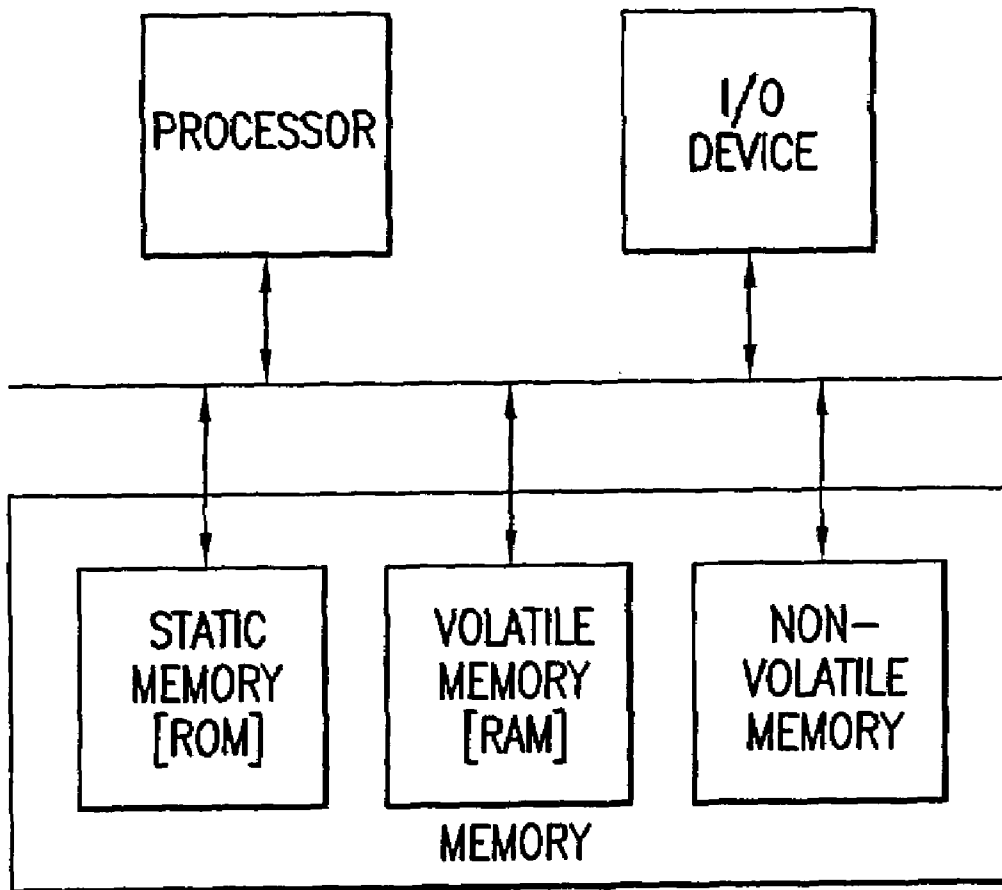 PROCESSOR
I/O
DEVICE
STATIC
MEMORY
[ROM]
VOLATILE
MEMORY
[RAM]
NON-
VOLATILE
MEMORY
MEMORY